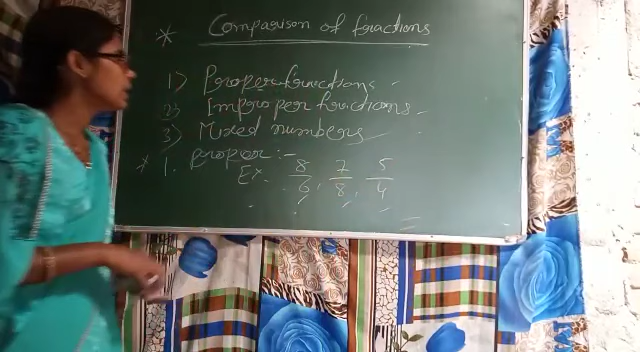 * Comparison of fractions
1) Proper fractions -
2) Improper fractions -
3) Mixed numbers
* 1. proper :-
Ex. 8/6, 7/8, 5/4